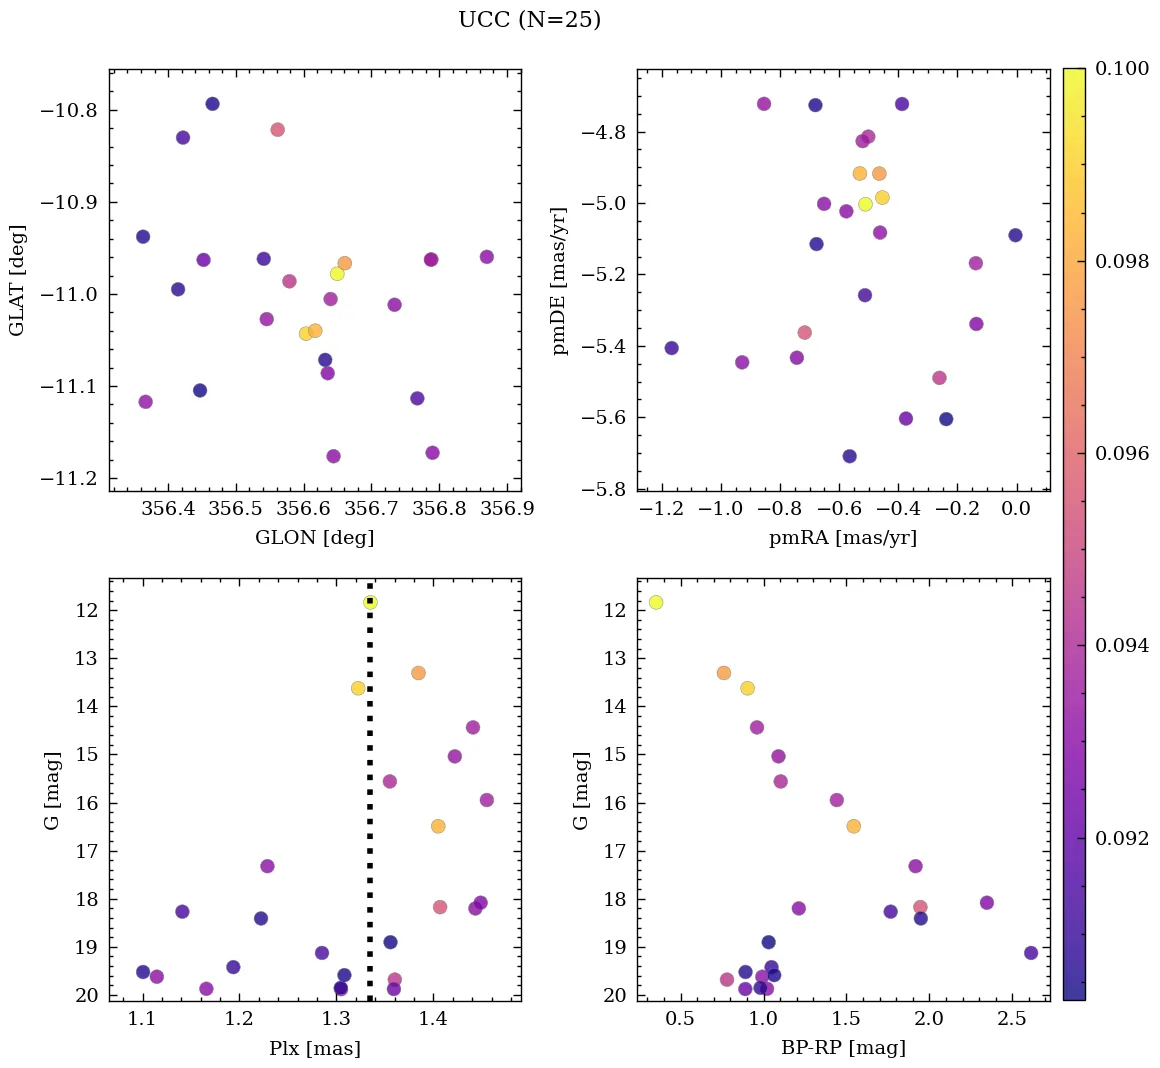 UCC (N=25)
−10.8
−10.9
−11.0
−11.1
−11.2
GLAT [deg]
356.4 356.5 356.6 356.7 356.8 356.9
GLON [deg]
−4.8
−5.0
−5.2
−5.4
−5.6
−5.8
pmDE [mas/yr]
−1.2 −1.0 −0.8 −0.6 −0.4 −0.2 0.0
pmRA [mas/yr]
0.100
0.098
0.096
0.094
0.092
12
13
14
15
16
17
18
19
20
G [mag]
1.1 1.2 1.3 1.4
Plx [mas]
12
13
14
15
16
17
18
19
20
G [mag]
0.5 1.0 1.5 2.0 2.5
BP-RP [mag]